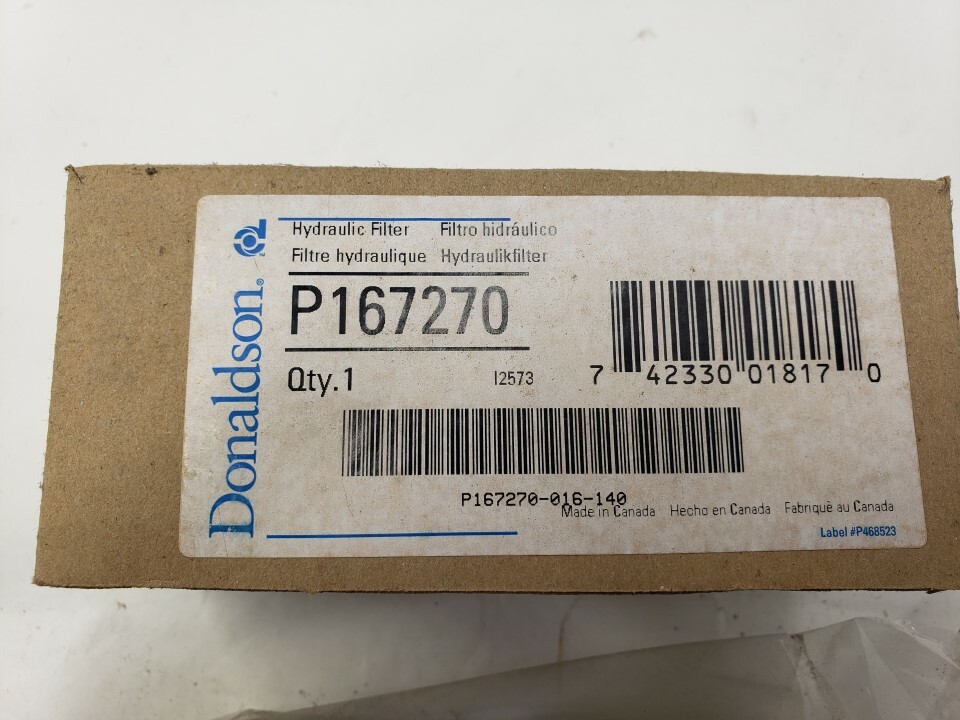 Donaldson®
Hydraulic Filter Filtro hidráulico
Filtre hydraulique Hydraulikfilter
P167270
Qty.1 I2573
7 42330 01817 0
P167270-016-140
Made in Canada Hecho en Canada Fabriquè au Canada
Label #P468523